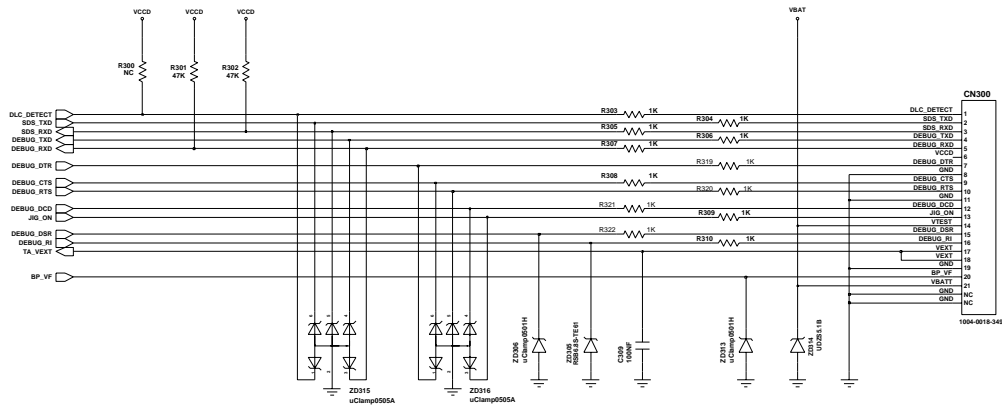 VCCD VCCD VCCD VBAT
R300 NC
R301 47K
R302 47K
CN300
DLC_DETECT R303 1K DLC_DETECT 1
SDS_TXD R304 1K SDS_TXD 2
SDS_RXD R305 1K SDS_RXD 3
DEBUG_TXD R306 1K DEBUG_TXD 4
DEBUG_RXD R307 1K DEBUG_RXD 5
VCCD 6
DEBUG_DTR R319 1K DEBUG_DTR 7
GND 8
DEBUG_CTS R308 1K DEBUG_CTS 9
DEBUG_RTS R320 1K DEBUG_RTS 10
GND 11
DEBUG_DCD R321 1K DEBUG_DCD 12
JIG_ON R309 1K JIG_ON 13
VTEST 14
DEBUG_DSR R322 1K DEBUG_DSR 15
DEBUG_RI R310 1K DEBUG_RI 16
TA_VEXT VEXT 17
VEXT 18
GND 19
BP_VF BP_VF 20
VBATT 21
GND NC
GND NC
1004-0018-345
ZD315
uClamp0505A
ZD316
uClamp0505A
ZD306
uClamp0501H
ZD305
RSB6.8S-TE61
C309
100NF
ZD313
uClamp0501H
ZD314
UDZS5.1B